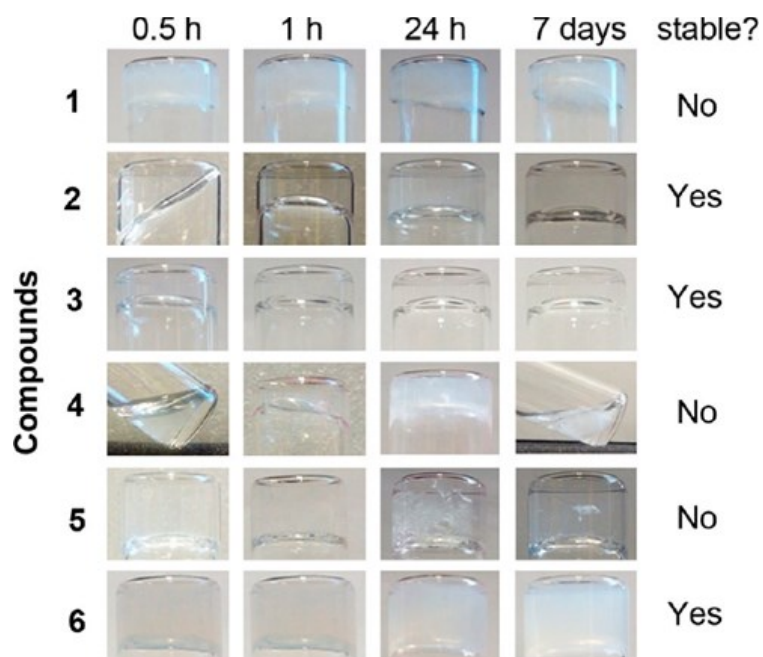 0.5 h 1 h 24 h 7 days stable?
1 No
2 Yes
3 Yes
Compounds
4 No
5 No
6 Yes